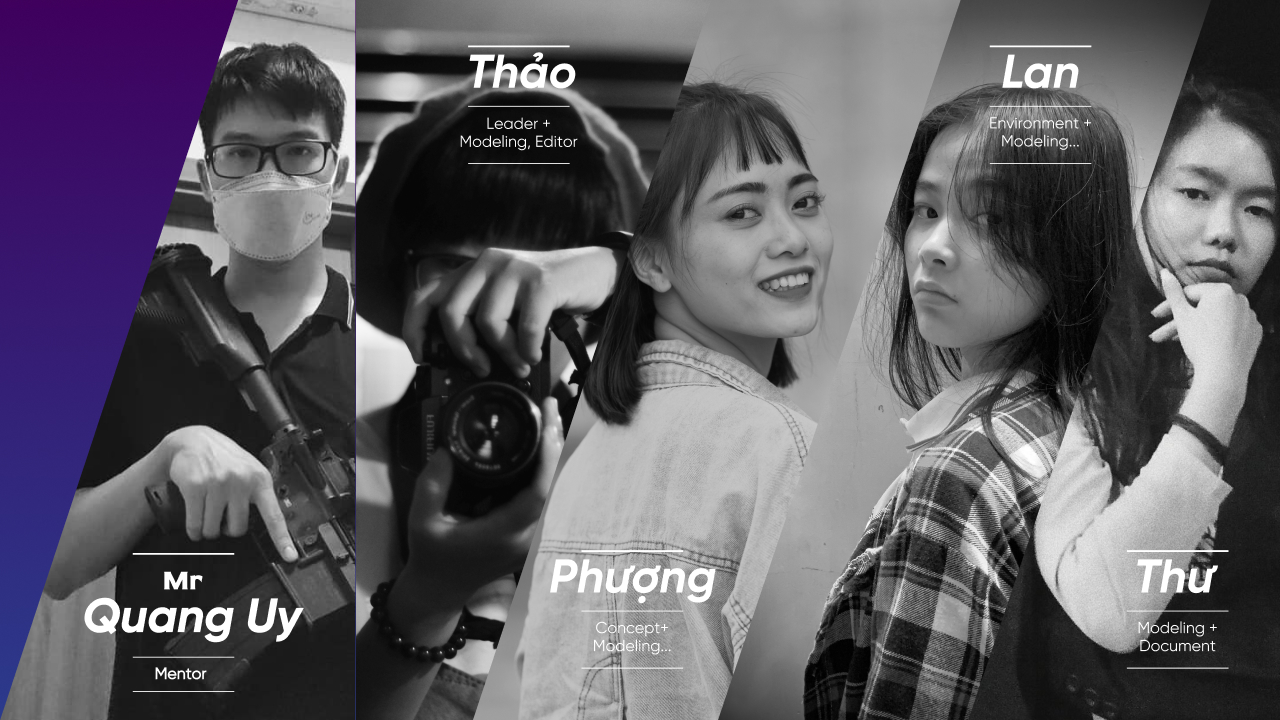 Mr
Quang Uy
Mentor
Thảo
Leader +
Modeling, Editor
Phượng
Concept+
Modeling...
Lan
Environment +
Modeling...
Thư
Modeling +
Document